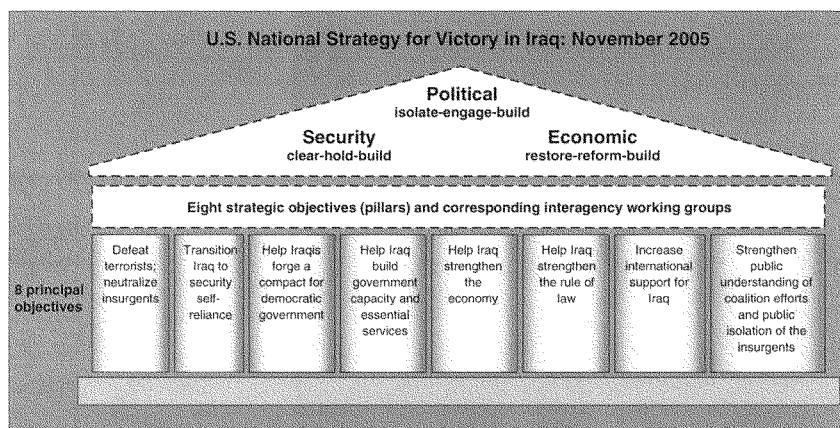 U.S. National Strategy for Victory in Iraq: November 2005
Political
isolate-engage-build
Security
clear-hold-build
Economic
restore-reform-build
Eight strategic objectives (pillars) and corresponding interagency working groups
8 principal
objectives
Defeat
terrorists;
neutralize
insurgents
Transition
Iraq to
security
self-
reliance
Help Iraqis
forge a
compact for
democratic
government
Help Iraq
build
government
capacity and
essential
services
Help Iraq
strengthen
the
economy
Help Iraq
strengthen
the rule of
law
Increase
international
support for
Iraq
Strengthen
public
understanding of
coalition efforts
and public
isolation of the
insurgents